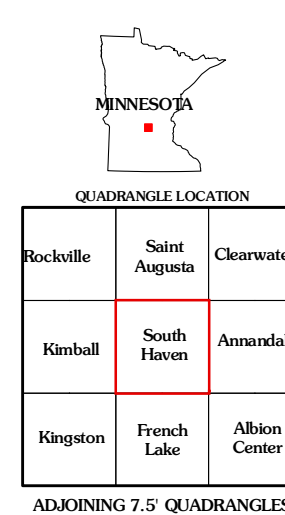 MINNESOTA
QUADRANGLE LOCATION
Rockville
Saint
Augusta
Clearwate
Kimball
South
Haven
Annandal
Kingston
French
Lake
Albion
Center
ADJOINING 7.5' QUADRANGLES